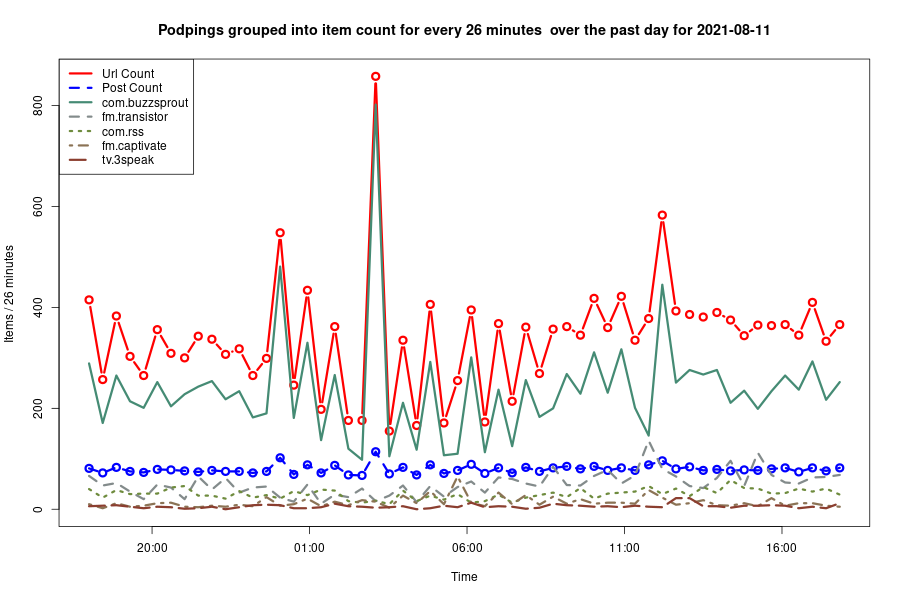 Podpings grouped into item count for every 26 minutes  over the past day for 2021-08-11
Url Count
Post Count
com.buzzsprout
fm.transistor
com.rss
fm.captivate
tv.3speak
Items / 26 minutes
800
600
400
200
0
20:00
01:00
06:00
11:00
16:00
Time